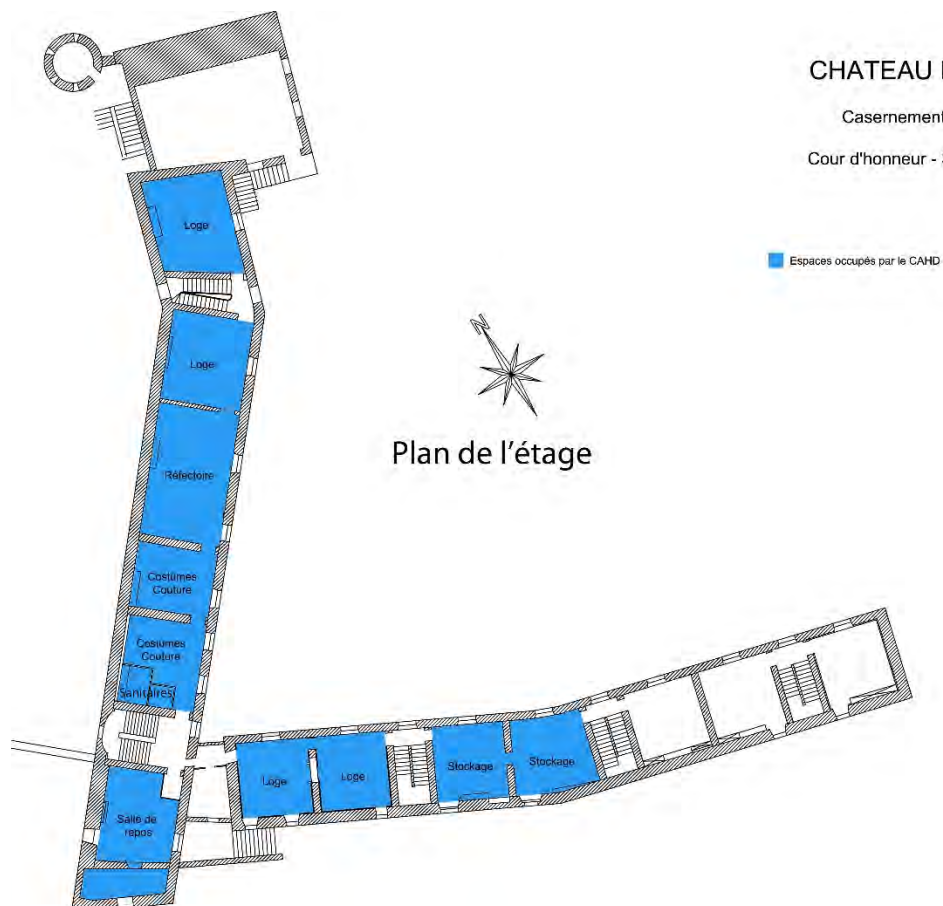 CHATEAU
Casernement
Cour d'honneur -
Espaces occupés par le CAHD
N
Plan de l'étage
Loge
Loge
Réfectoire
Costumes
Couture
Costumes
Couture
Sanitaires
Salle de
repos
Loge
Loge
Stockage
Stockage